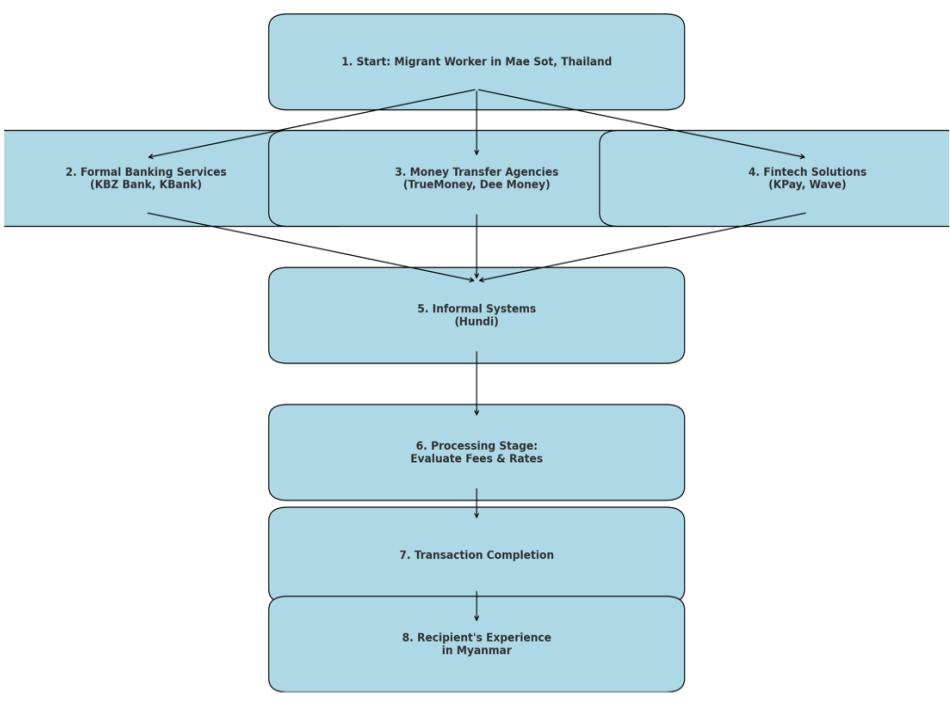 1. Start: Migrant Worker in Mae Sot, Thailand
2. Formal Banking Services
(KBZ Bank, KBank)
3. Money Transfer Agencies
(TrueMoney, Dee Money)
4. Fintech Solutions
(KPay, Wave)
5. Informal Systems
(Hundi)
6. Processing Stage:
Evaluate Fees & Rates
7. Transaction Completion
8. Recipient's Experience
in Myanmar